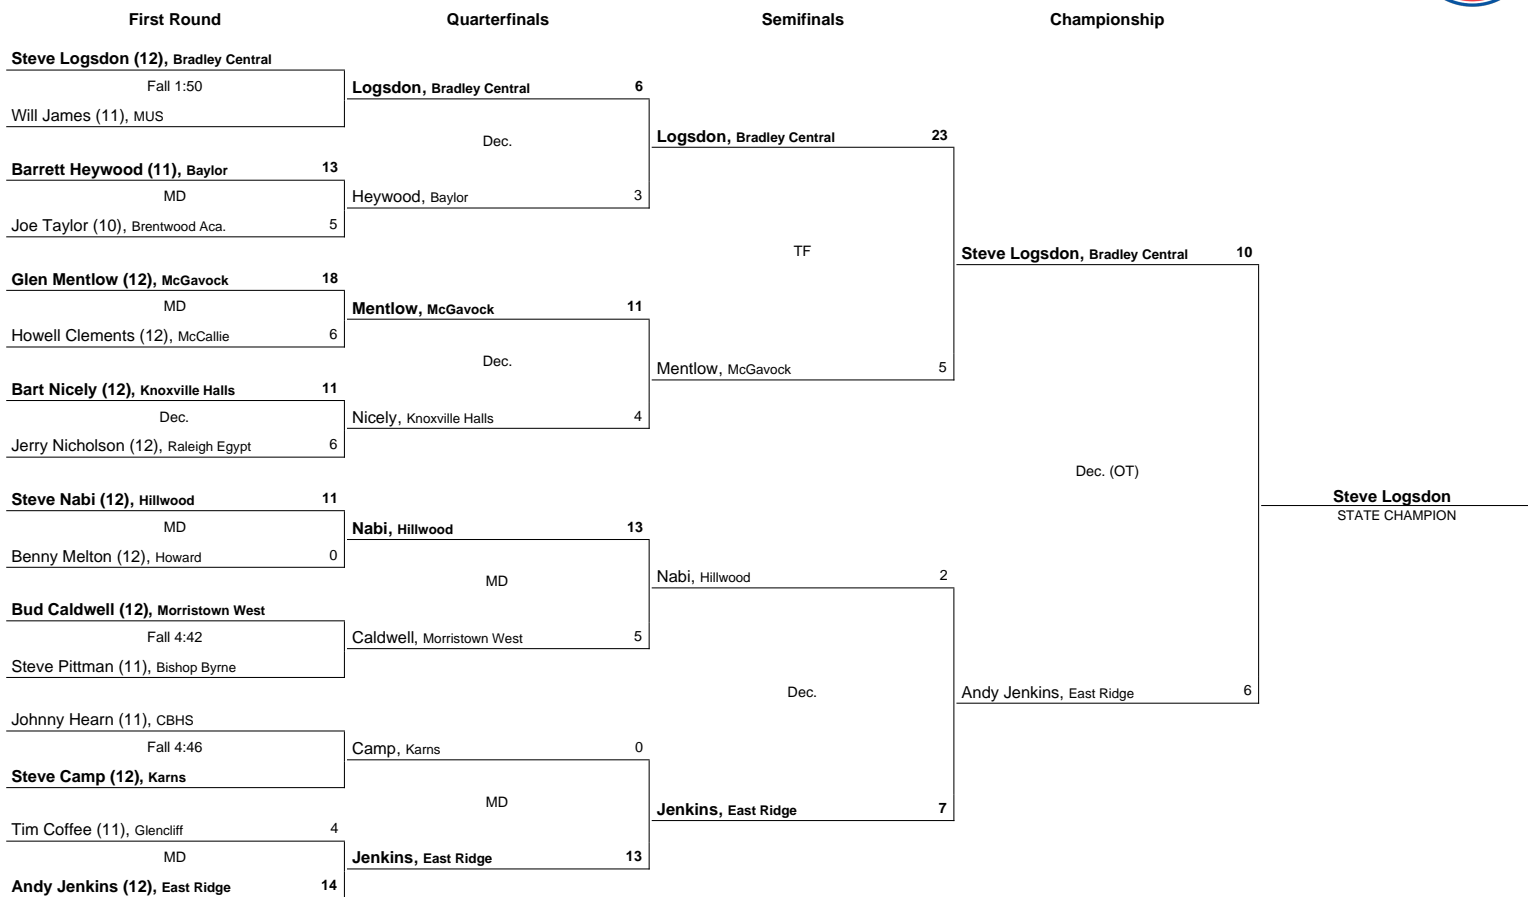 First Round Quarterfinals Semifinals Championship
Steve Logsdon (12), Bradley Central
Fall 1:50
Will James (11), MUS
Barrett Heywood (11), Baylor 13
MD
Joe Taylor (10), Brentwood Aca. 5
Glen Mentlow (12), McGavock 18
MD
Howell Clements (12), McCallie 6
Bart Nicely (12), Knoxville Halls 11
Dec.
Jerry Nicholson (12), Raleigh Egypt 6
Steve Nabi (12), Hillwood 11
MD
Benny Melton (12), Howard 0
Bud Caldwell (12), Morristown West
Fall 4:42
Steve Pittman (11), Bishop Byrne
Johnny Hearn (11), CBHS
Fall 4:46
Steve Camp (12), Karns
Tim Coffee (11), Glencliff 4
MD
Andy Jenkins (12), East Ridge 14
Logsdon, Bradley Central 6
Dec.
Heywood, Baylor 3
Mentlow, McGavock 11
Dec.
Nicely, Knoxville Halls 4
Nabi, Hillwood 13
MD
Caldwell, Morristown West 5
Camp, Karns 0
MD
Jenkins, East Ridge 13
Logsdon, Bradley Central 23
TF
Mentlow, McGavock 5
Nabi, Hillwood 2
Dec.
Jenkins, East Ridge 7
Steve Logsdon, Bradley Central 10
Dec. (OT)
Andy Jenkins, East Ridge 6
Steve Logsdon
STATE CHAMPION